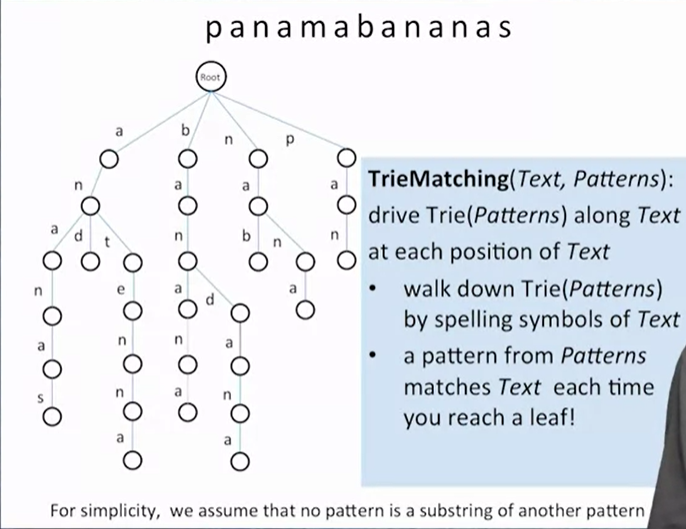 panamabananas
Root
a
b
n
p
n
a
a
a
a
d
t
n
b
n
n
n
e
a
d
a
a
n
n
a
s
n
a
n
a
a
TrieMatching(Text, Patterns):
drive Trie(Patterns) along Text
at each position of Text
• walk down Trie(Patterns)
by spelling symbols of Text
• a pattern from Patterns
matches Text each time
you reach a leaf!
For simplicity, we assume that no pattern is a substring of another pattern